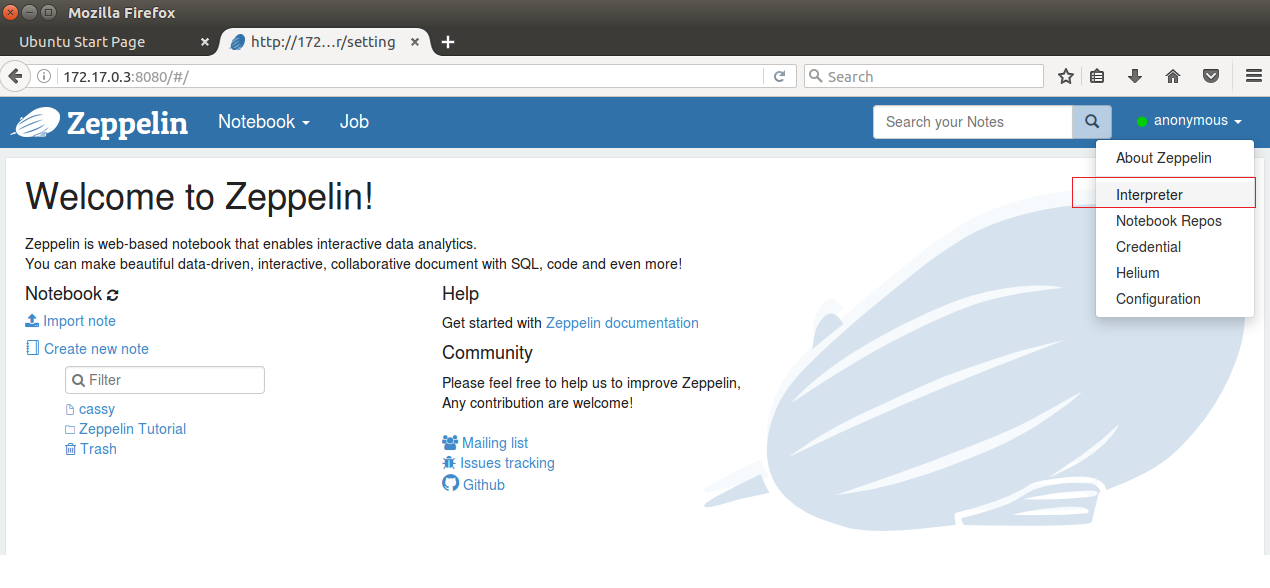 Mozilla Firefox
Ubuntu Start Page
http://172...r/setting
172.17.0.3:8080/#/
Search
Zeppelin
Notebook
Job
Search your Notes
anonymous
About Zeppelin
Interpreter
Notebook Repos
Credential
Helium
Configuration
Welcome to Zeppelin!
Zeppelin is web-based notebook that enables interactive data analytics.
You can make beautiful data-driven, interactive, collaborative document with SQL, code and even more!
Notebook
Import note
Create new note
Filter
cassy
Zeppelin Tutorial
Trash
Help
Get started with Zeppelin documentation
Community
Please feel free to help us to improve Zeppelin,
Any contribution are welcome!
Mailing list
Issues tracking
Github